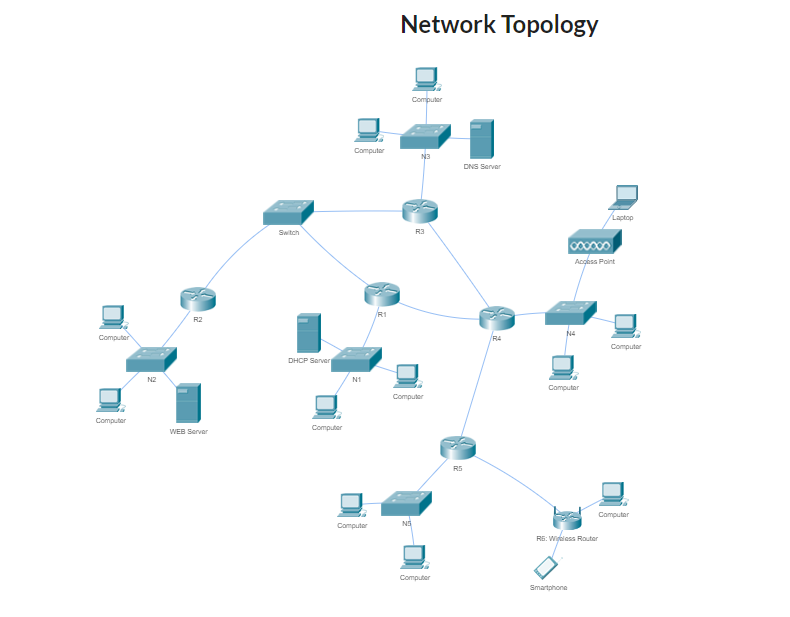 Network Topology
Computer
Computer
N3
DNS Server
Laptop
Switch
R3
Access Point
R2
R1
R4
N4
Computer
Computer
DHCP Server
N1
N2
Computer
Computer
Computer
Computer
WEB Server
Computer
R5
Computer
Computer
N5
R6: Wireless Router
Computer
Smartphone